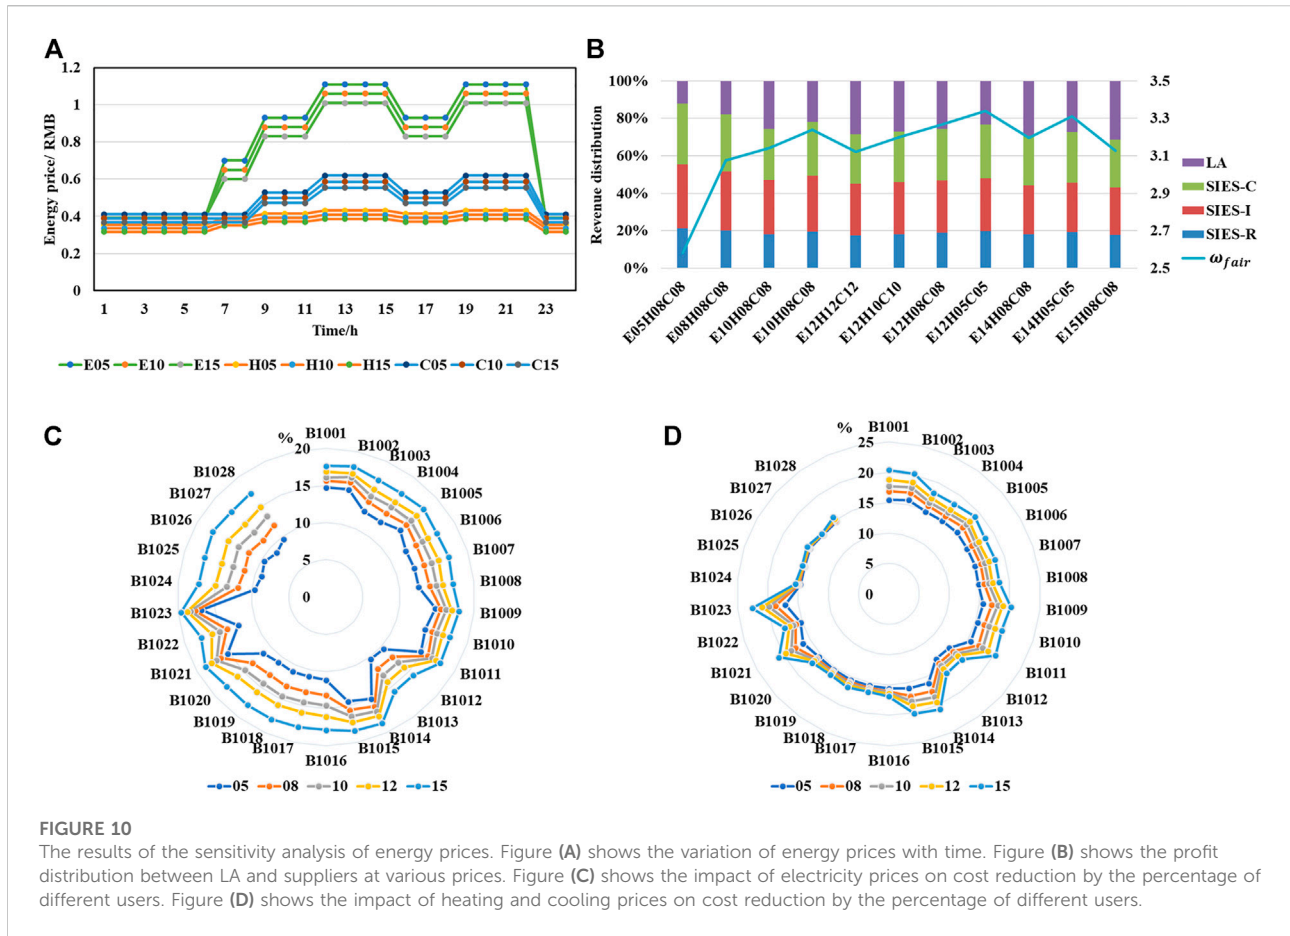 A
Energy price/ RMB
1.2
1
0.8
0.6
0.4
0.2
0
1 3 5 7 9 11 13 15 17 19 21 23
Time/h
E05 E10 E15 H05 H10 H15 C05 C10 C15
B
Revenue distribution
100%
80%
60%
40%
20%
0%
3.5
3.3
3.1
2.9
2.7
2.5
E05H08C08
E08H08C08
E10H08C08
E10H08C08
E12H12C12
E12H10C10
E12H08C08
E12H05C05
E14H08C08
E14H05C05
E15H08C08
LA
SIES-C
SIES-I
SIES-R
ω_fair
C
%
20
15
10
5
0
B1001
B1002
B1003
B1004
B1005
B1006
B1007
B1008
B1009
B1010
B1011
B1012
B1013
B1014
B1015
B1016
B1017
B1018
B1019
B1020
B1021
B1022
B1023
B1024
B1025
B1026
B1027
B1028
05 08 10 12 15
D
%
25
20
15
10
5
0
B1001
B1002
B1003
B1004
B1005
B1006
B1007
B1008
B1009
B1010
B1011
B1012
B1013
B1014
B1015
B1016
B1017
B1018
B1019
B1020
B1021
B1022
B1023
B1024
B1025
B1026
B1027
B1028
05 08 10 12 15
FIGURE 10
The results of the sensitivity analysis of energy prices. Figure (A) shows the variation of energy prices with time. Figure (B) shows the profit
distribution between LA and suppliers at various prices. Figure (C) shows the impact of electricity prices on cost reduction by the percentage of
different users. Figure (D) shows the impact of heating and cooling prices on cost reduction by the percentage of different users.